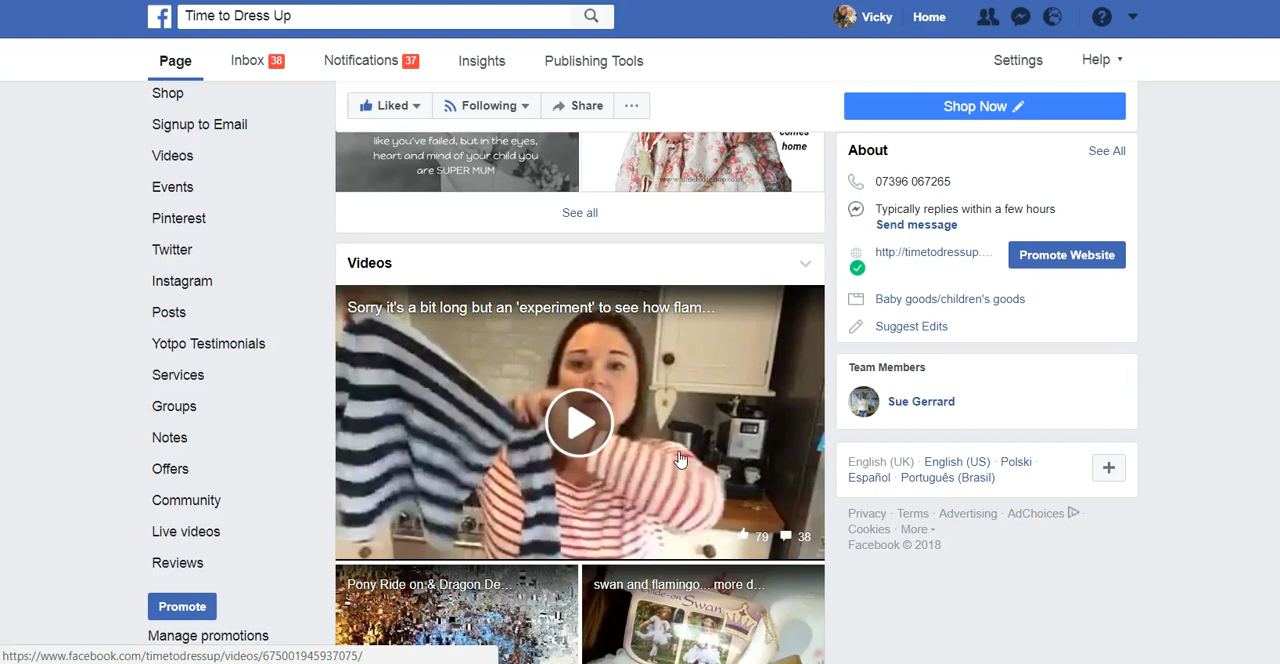 Time to Dress Up
Vicky
Home
Page
Inbox 38
Notifications 37
Insights
Publishing Tools
Settings
Help
Shop
Signup to Email
Videos
Events
Pinterest
Twitter
Instagram
Posts
Yotpo Testimonials
Services
Groups
Notes
Offers
Community
Live videos
Reviews
Promote
Manage promotions
Liked
Following
Share
Shop Now
like you've failed, but in the eyes,
heart and mind of your child you
are SUPER MUM
comes
home
See all
Videos
Sorry it's a bit long but an 'experiment' to see how flam...
79 38
Pony Ride on & Dragon De...
swan and flamingo... more d...
Ride-on Swan
About
See All
07396 067265
Typically replies within a few hours
Send message
http://timetodressup....
Promote Website
Baby goods/children's goods
Suggest Edits
Team Members
Sue Gerrard
English (UK) · English (US) · Polski ·
Español · Português (Brasil)
Privacy · Terms · Advertising · AdChoices ·
Cookies · More
Facebook © 2018
https://www.facebook.com/timetodressup/videos/675001945937075/